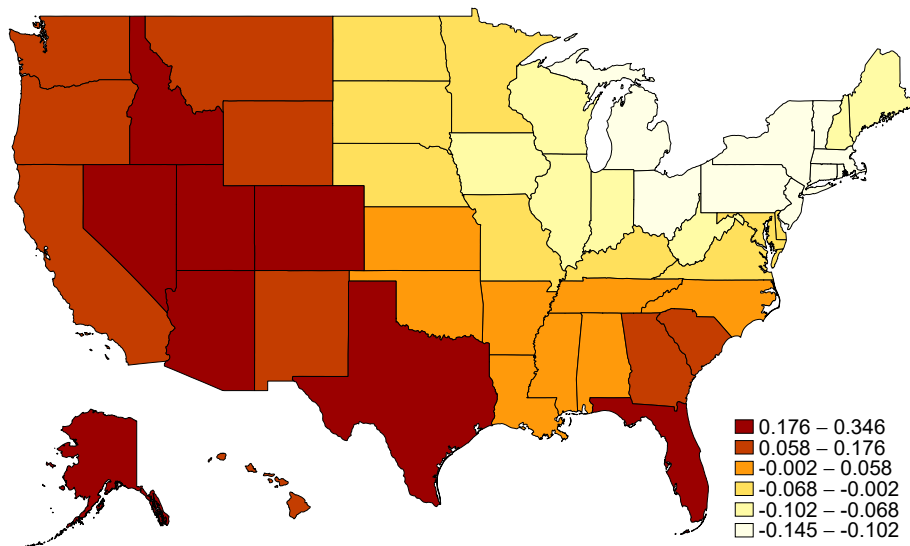 0.176 – 0.346
0.058 – 0.176
-0.002 – 0.058
-0.068 – -0.002
-0.102 – -0.068
-0.145 – -0.102